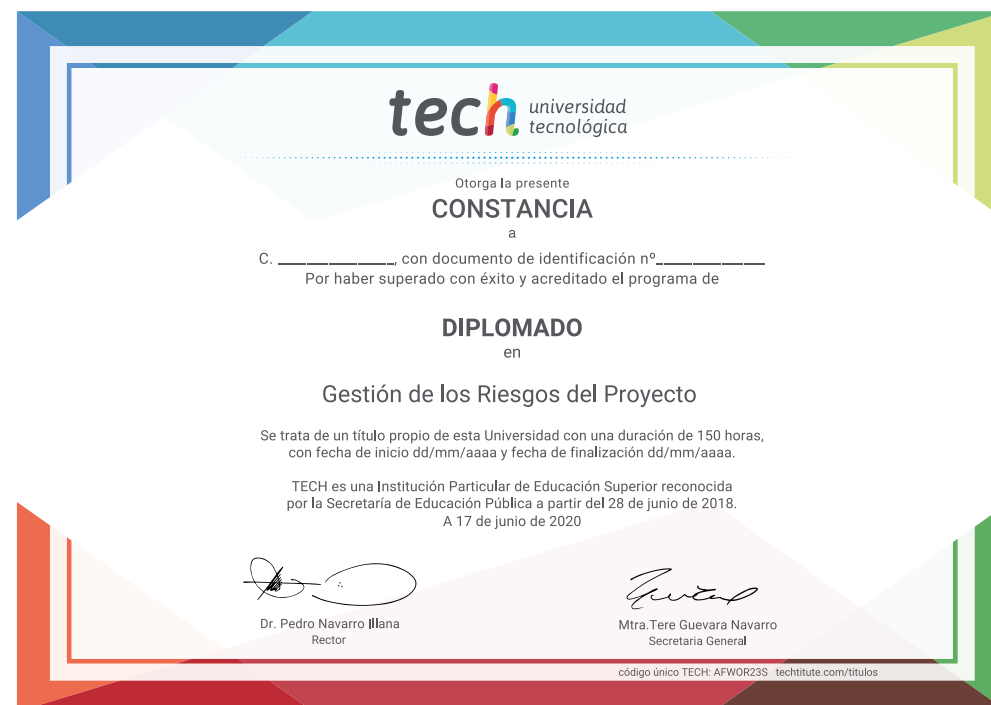 tech universidad
tecnológica
Otorga la presente
CONSTANCIA
a
C. ______________, con documento de identificación nº_____________
Por haber superado con éxito y acreditado el programa de
DIPLOMADO
en
Gestión de los Riesgos del Proyecto
Se trata de un título propio de esta Universidad con una duración de 150 horas,
con fecha de inicio dd/mm/aaaa y fecha de finalización dd/mm/aaaa.
TECH es una Institución Particular de Educación Superior reconocida
por la Secretaría de Educación Pública a partir del 28 de junio de 2018.
A 17 de junio de 2020
Dr. Pedro Navarro Illana
Rector
Mtra.Tere Guevara Navarro
Secretaria General
código único TECH: AFWOR23S techtitute.com/titulos